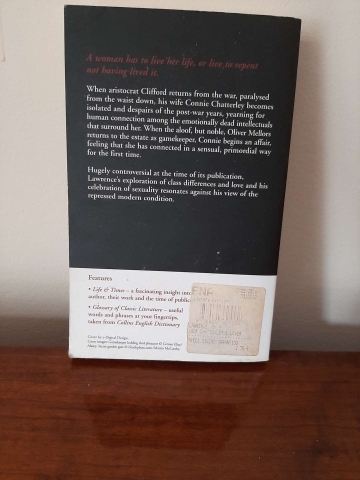 A woman has to live her life, or live to repent
not having lived it.
When aristocrat Clifford returns from the war, paralysed
from the waist down, his wife Connie Chatterley becomes
isolated and despairs of the post-war years, yearning for
human connection among the emotionally dead intellectuals
that surround her. When the aloof, but noble, Oliver Mellors
returns to the estate as gamekeeper, Connie begins an affair,
feeling that she has connected in a sensual, primordial way
for the first time.
Hugely controversial at the time of its publication,
Lawrence's exploration of class differences and love and his
celebration of sexuality resonates against his view of the
repressed modern condition.
Features
• Life & Times – a fascinating insight into
author, their work and the time of public
• Glossary of Classic Literature – useful
words and phrases at your fingertips,
taken from Collins English Dictionary
Cover by e-Digital Design